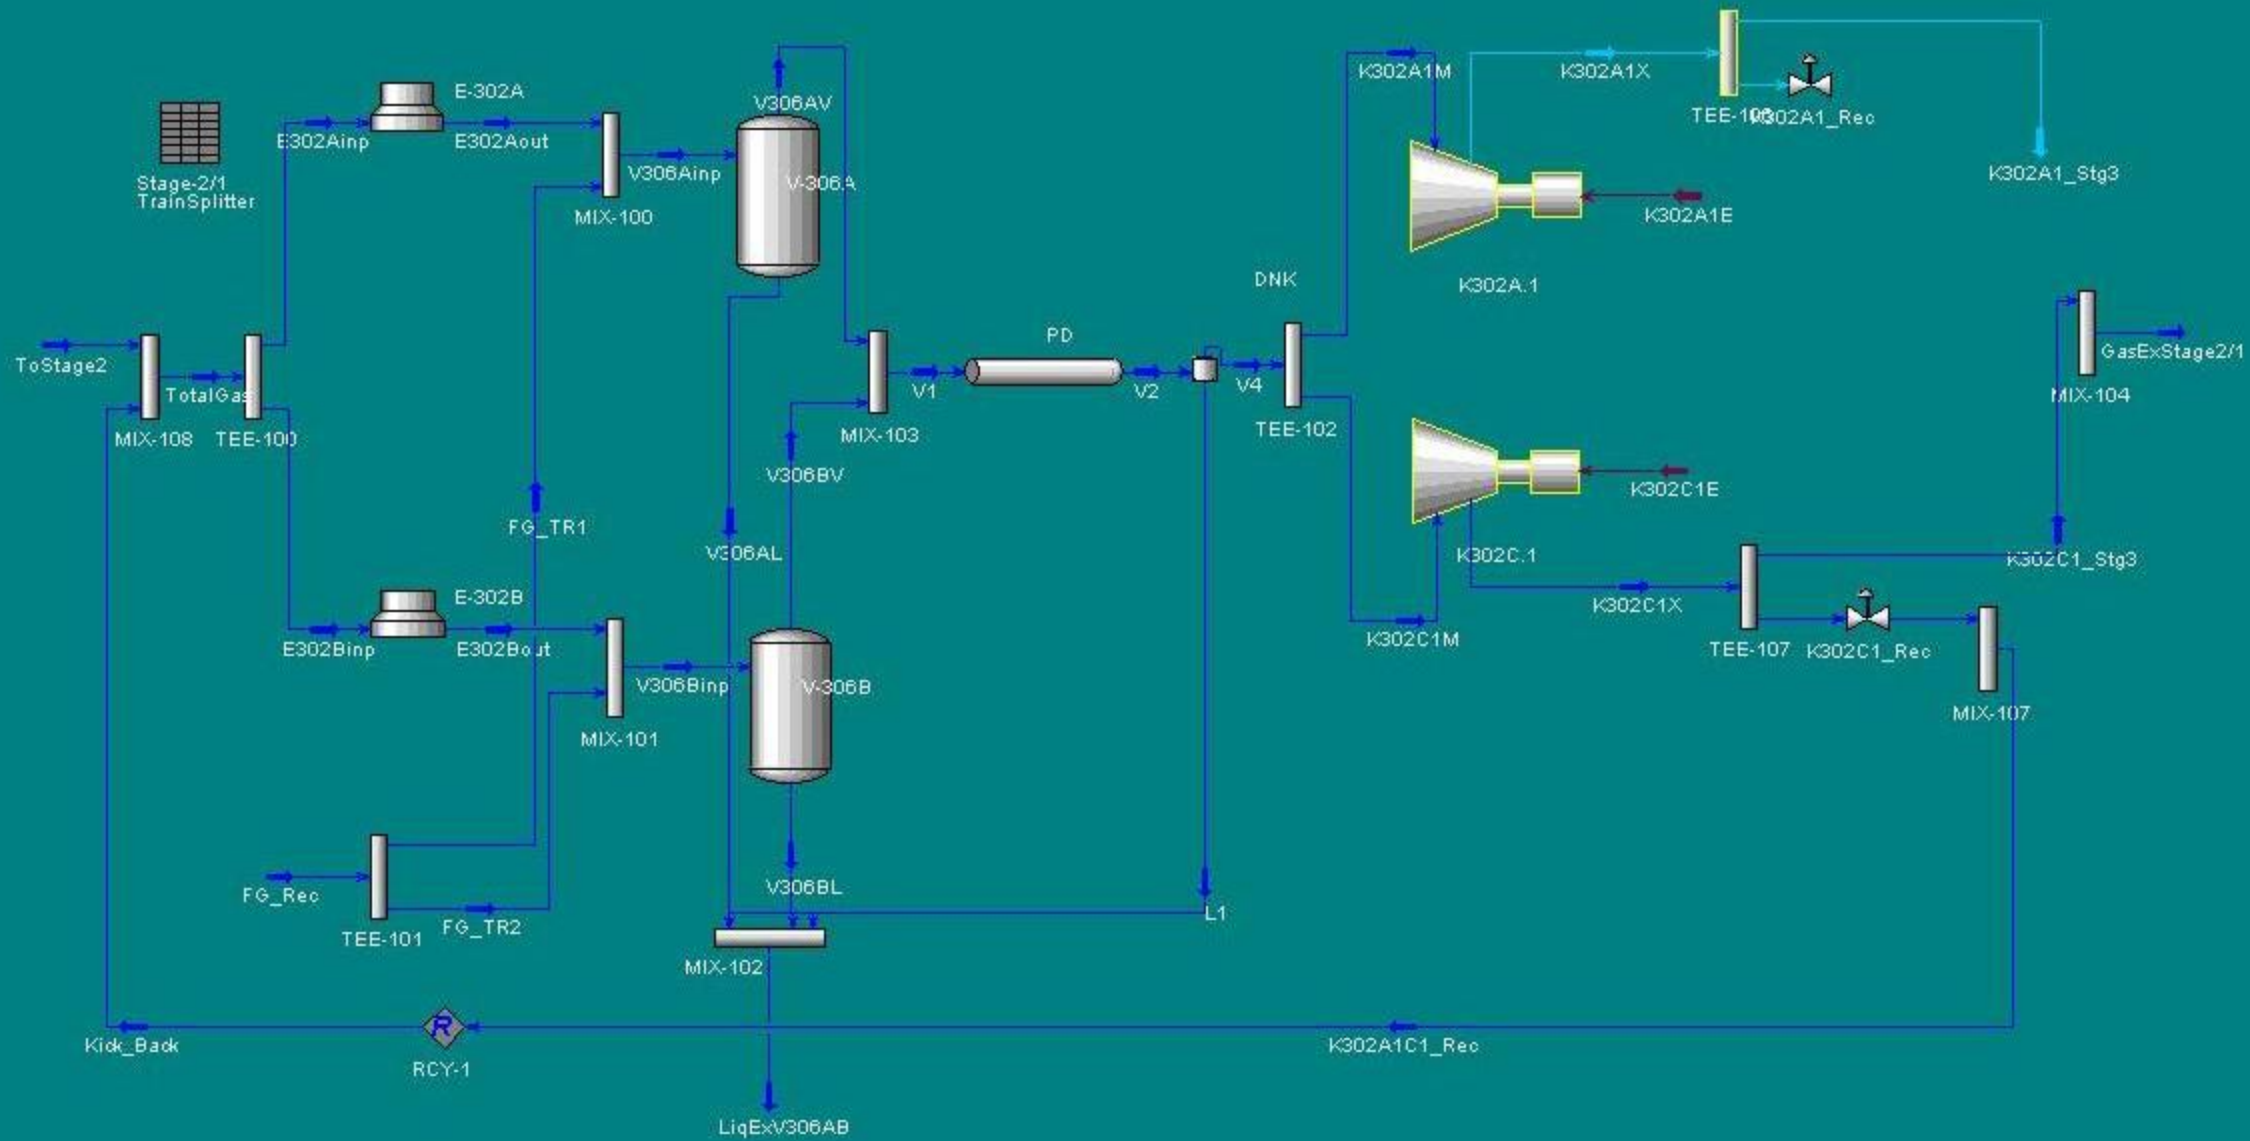 K302A1M
K302A1X
E-302A
V306AV
E302Ainp
E302Aout
TEE-106
K302A1_Rec
V306Ainp
V-306A
K302A1_Stg3
Stage-2/1
TrainSplitter
MIX-100
K302A1E
DNK
K302A.1
PD
ToStage2
TotalGas
V1
V2
V4
GasExStage2/1
MIX-104
MIX-108
TEE-100
MIX-103
TEE-102
V306BV
K302C1E
FG_TR1
V306AL
K302C.1
K302C1_Stg3
E-302B
K302C1X
E302Binp
E302Bout
K302C1M
TEE-107
K302C1_Rec
V306Binp
V-306B
MIX-101
MIX-107
FG_Rec
V306BL
TEE-101
FG_TR2
L1
MIX-102
Kick_Back
R
K302A1C1_Rec
RCY-1
LiqExV306AB